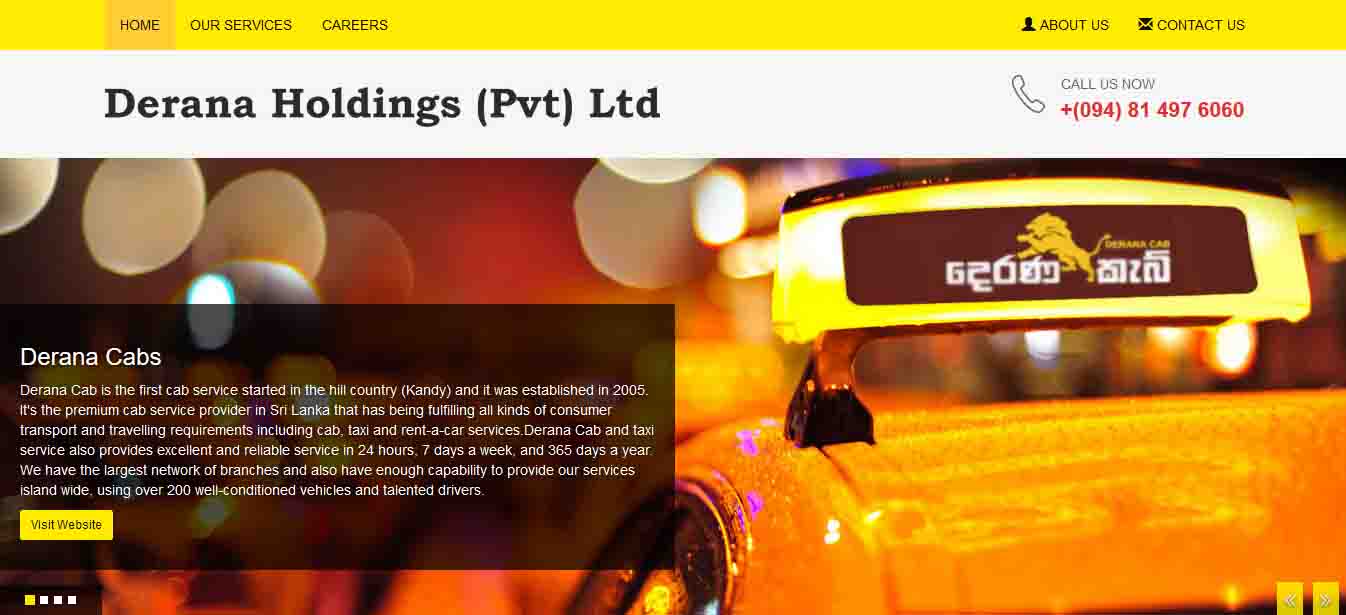 HOME OUR SERVICES CAREERS ABOUT US CONTACT US
Derana Holdings (Pvt) Ltd
CALL US NOW
+(094) 81 497 6060
DERANA CAB
දෙරණ කැබ්
Derana Cabs
Derana Cab is the first cab service started in the hill country (Kandy) and it was established in 2005.
It's the premium cab service provider in Sri Lanka that has being fulfilling all kinds of consumer
transport and travelling requirements including cab, taxi and rent-a-car services.Derana Cab and taxi
service also provides excellent and reliable service in 24 hours, 7 days a week, and 365 days a year.
We have the largest network of branches and also have enough capability to provide our services
island wide, using over 200 well-conditioned vehicles and talented drivers.
Visit Website